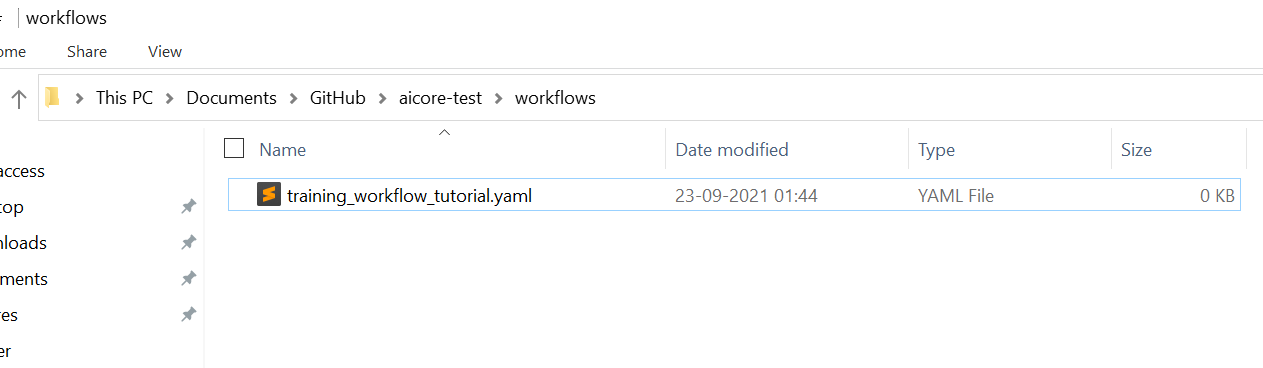 workflows
ome Share View
This PC Documents GitHub aicore-test workflows
Name Date modified Type Size
access
training_workflow_tutorial.yaml 23-09-2021 01:44 YAML File 0 KB
top
nloads
ments
res
er